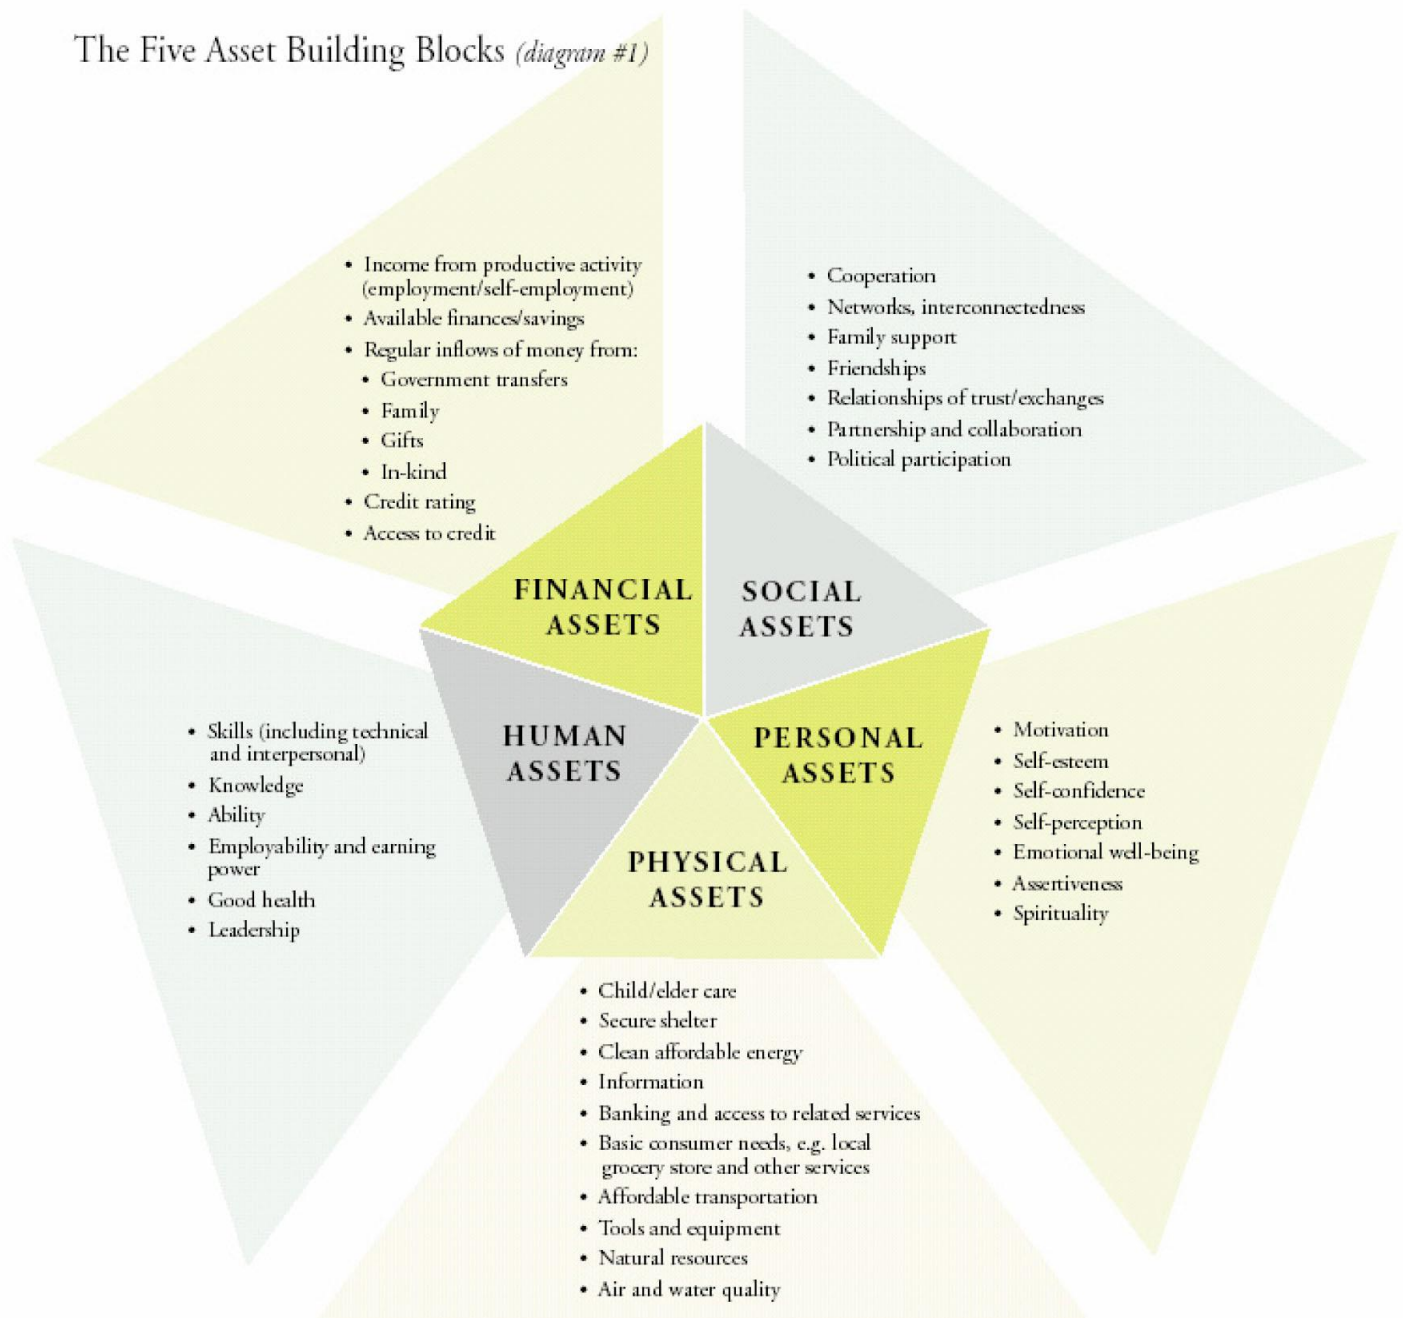 The Five Asset Building Blocks (diagram #1)
• Income from productive activity
(employment/self-employment)
• Available finances/savings
• Regular inflows of money from:
• Government transfers
• Family
• Gifts
• In-kind
• Credit rating
• Access to credit
• Cooperation
• Networks, interconnectedness
• Family support
• Friendships
• Relationships of trust/exchanges
• Partnership and collaboration
• Political participation
FINANCIAL
ASSETS
SOCIAL
ASSETS
• Skills (including technical
and interpersonal)
• Knowledge
• Ability
• Employability and earning
power
• Good health
• Leadership
HUMAN
ASSETS
PERSONAL
ASSETS
• Motivation
• Self-esteem
• Self-confidence
• Self-perception
• Emotional well-being
• Assertiveness
• Spirituality
PHYSICAL
ASSETS
• Child/elder care
• Secure shelter
• Clean affordable energy
• Information
• Banking and access to related services
• Basic consumer needs, e.g. local
grocery store and other services
• Affordable transportation
• Tools and equipment
• Natural resources
• Air and water quality